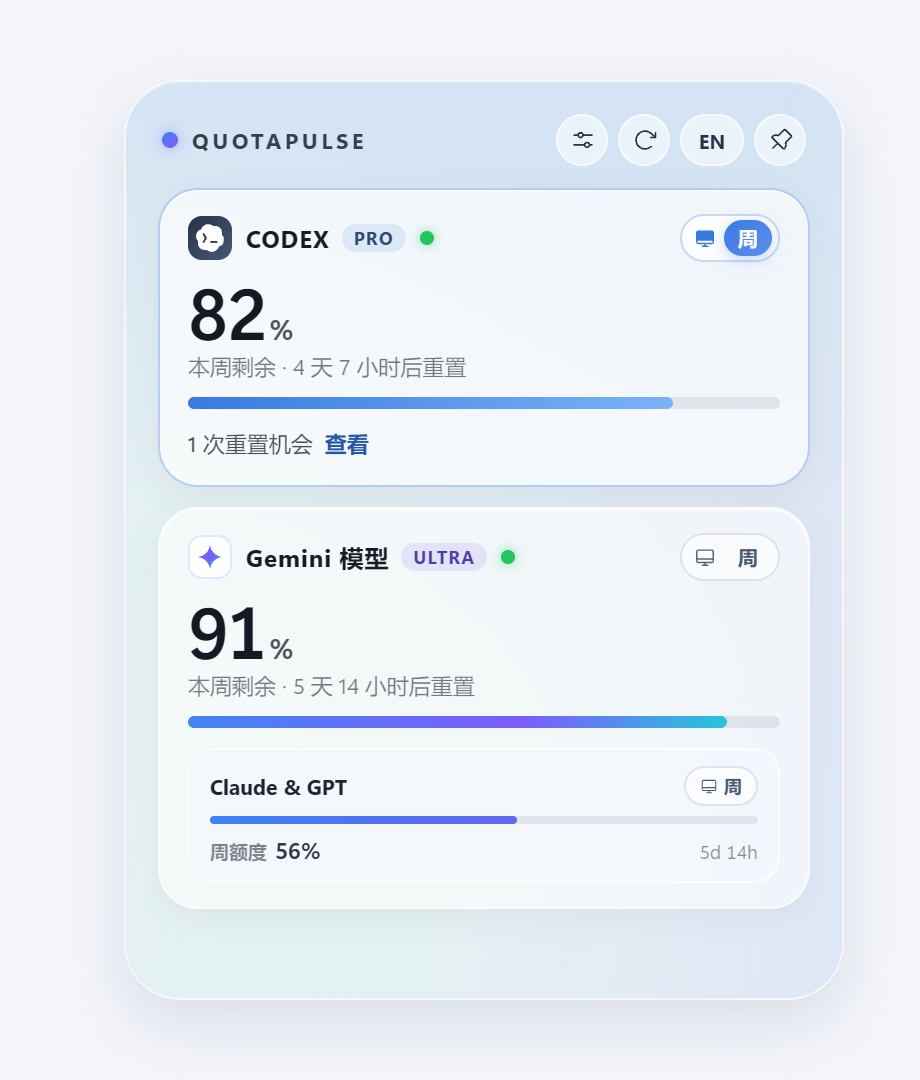 QUOTAPULSE EN
CODEX PRO 周
82%
本周剩余 · 4 天 7 小时后重置
1 次重置机会 查看
Gemini 模型 ULTRA 周
91%
本周剩余 · 5 天 14 小时后重置
Claude & GPT 周
周额度 56% 5d 14h